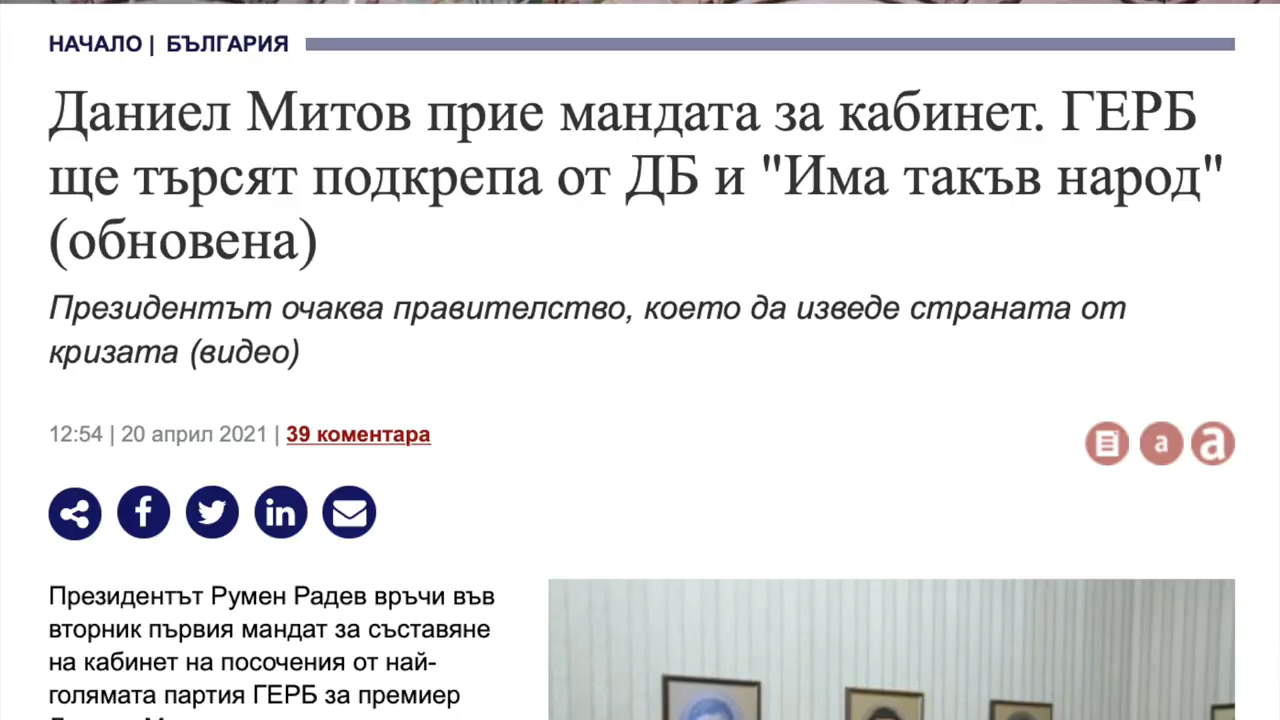 НАЧАЛО | БЪЛГАРИЯ
Даниел Митов прие мандата за кабинет. ГЕРБ
ще търсят подкрепа от ДБ и "Има такъв народ"
(обновена)
Президентът очаква правителство, което да изведе страната от
кризата (видео)
12:54 | 20 април 2021 | 39 коментара
a a
f in
Президентът Румен Радев връчи във
вторник първия мандат за съставяне
на кабинет на посочения от най-
голямата партия ГЕРБ за премиер